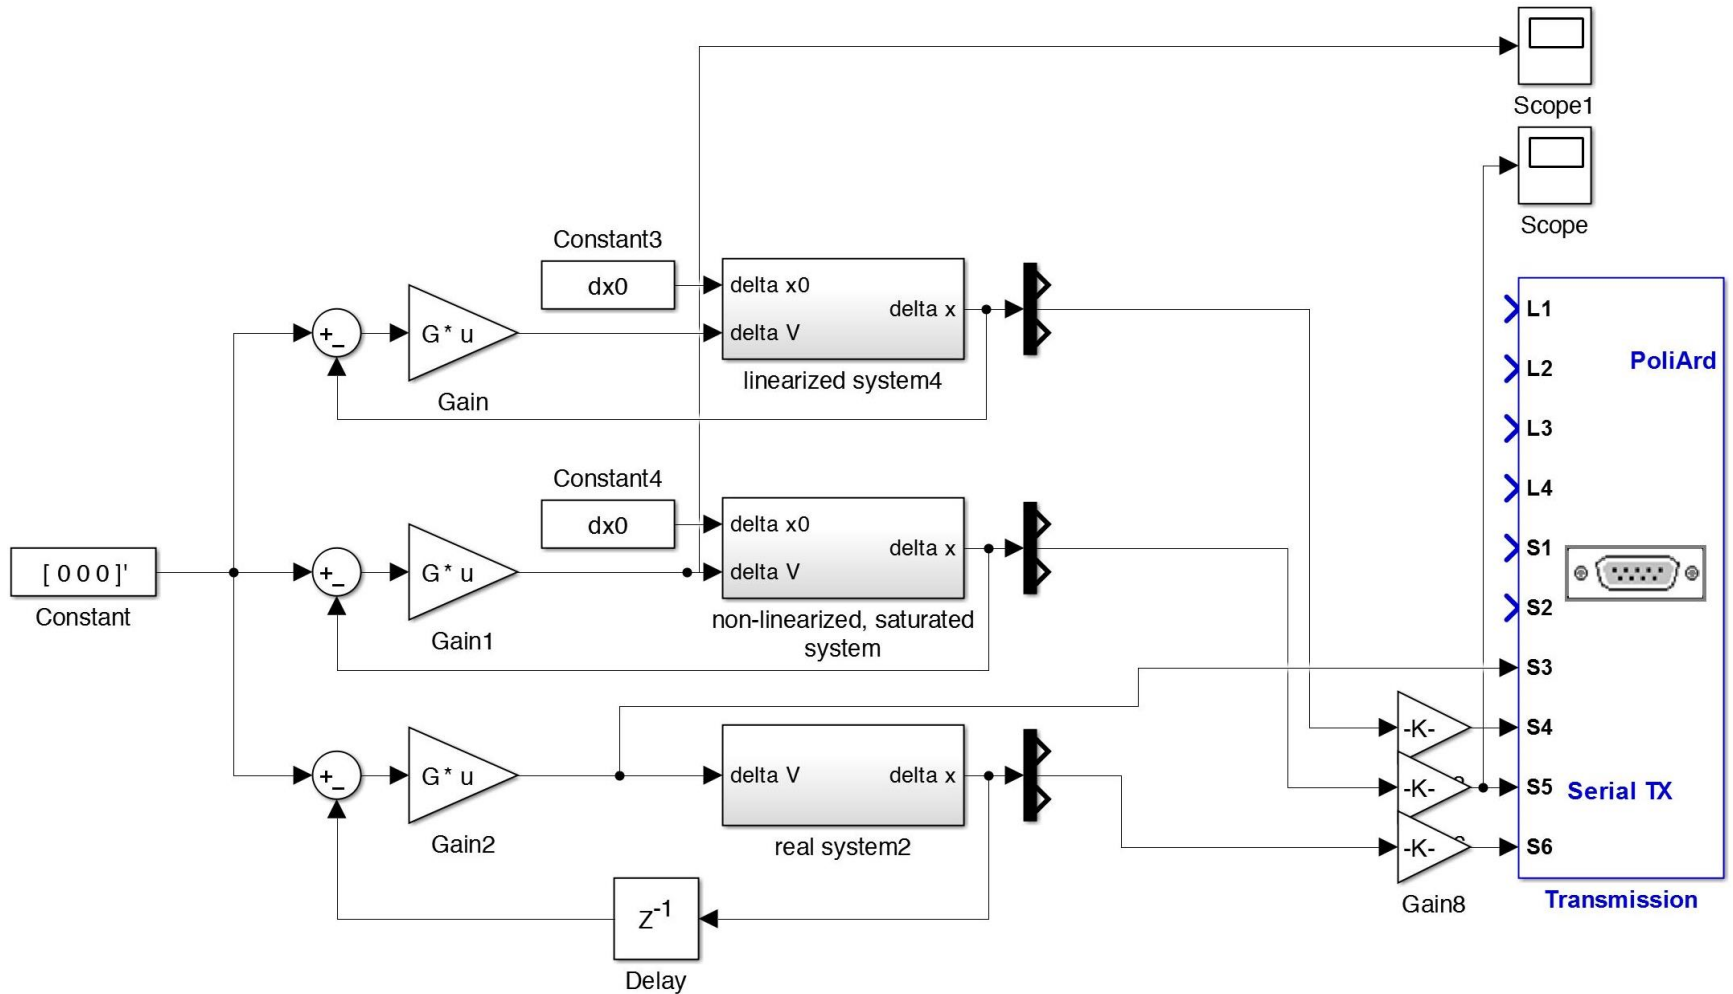 Scope1
Scope
Constant3
dx0
delta x0
delta V
delta x
linearized system4
+
_
G* u
Gain
L1
L2
L3
L4
S1
S2
S3
S4
S5
S6
PoliArd
Serial TX
Transmission
Constant4
dx0
delta x0
delta V
delta x
non-linearized, saturated
system
[ 0 0 0 ]'
Constant
+
_
G* u
Gain1
+
_
G* u
Gain2
delta V
delta x
real system2
-K-
-K-
-K-
Gain8
Z-1
Delay